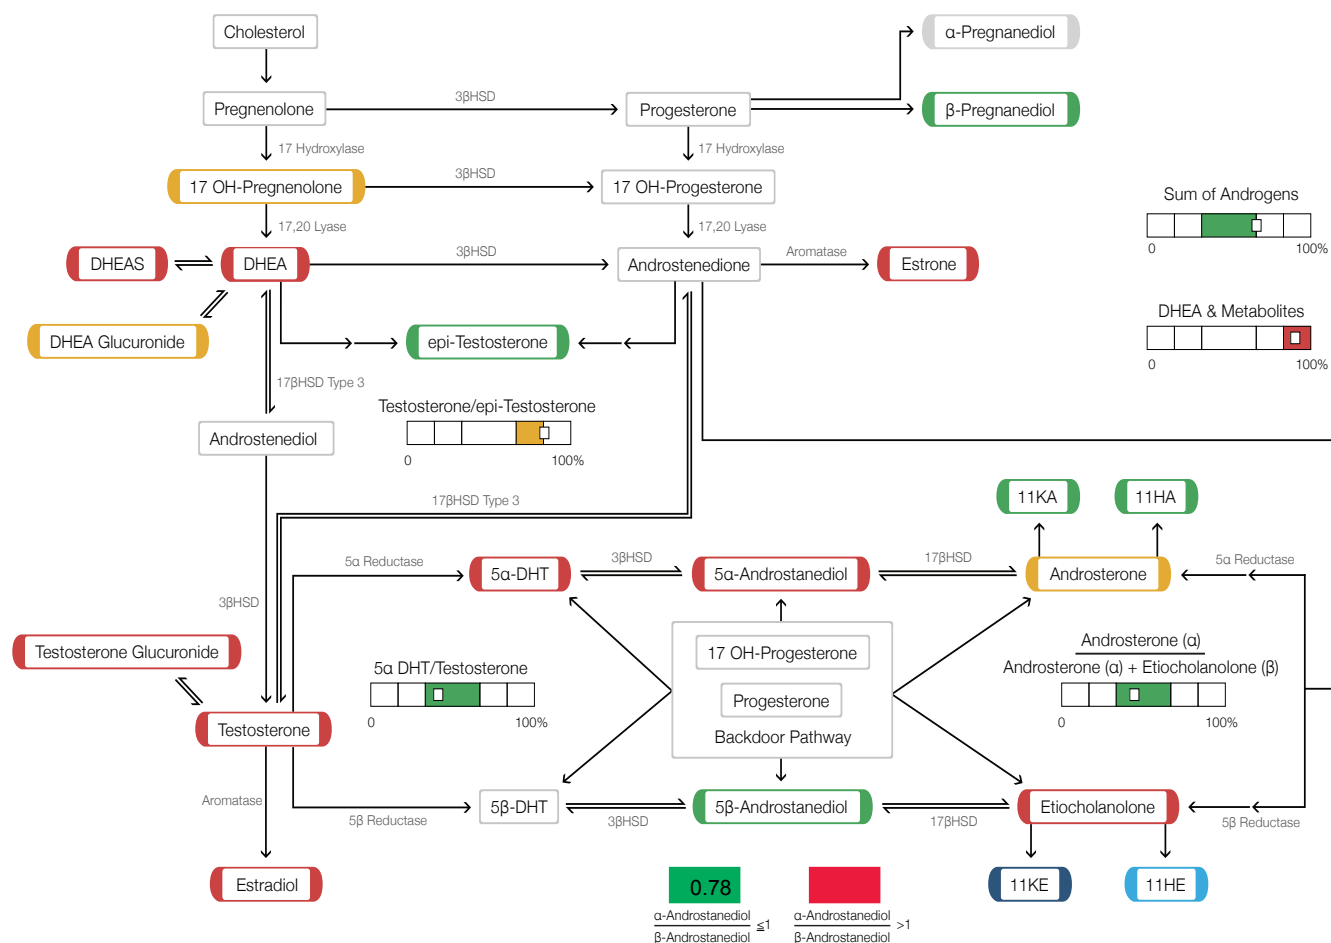 Cholesterol
α-Pregnanediol
Pregnenolone
3βHSD
Progesterone
β-Pregnanediol
17 Hydroxylase
17 Hydroxylase
17 OH-Pregnenolone
3βHSD
17 OH-Progesterone
Sum of Androgens
0
100%
17,20 Lyase
17,20 Lyase
DHEAS
DHEA
3βHSD
Androstenedione
Aromatase
Estrone
DHEA & Metabolites
0
100%
DHEA Glucuronide
epi-Testosterone
17βHSD Type 3
Testosterone/epi-Testosterone
0
100%
Androstenediol
17βHSD Type 3
11KA
11HA
5α Reductase
5α-DHT
3βHSD
5α-Androstanediol
17βHSD
Androsterone
5α Reductase
3βHSD
Testosterone Glucuronide
5α DHT/Testosterone
0
100%
17 OH-Progesterone
Progesterone
Backdoor Pathway
Androsterone (α)
Androsterone (α) + Etiocholanolone (β)
0
100%
Testosterone
Aromatase
5β Reductase
5β-DHT
3βHSD
5β-Androstanediol
17βHSD
Etiocholanolone
5β Reductase
Estradiol
11KE
11HE
0.78
α-Androstanediol
β-Androstanediol
≦1
α-Androstanediol
β-Androstanediol
>1